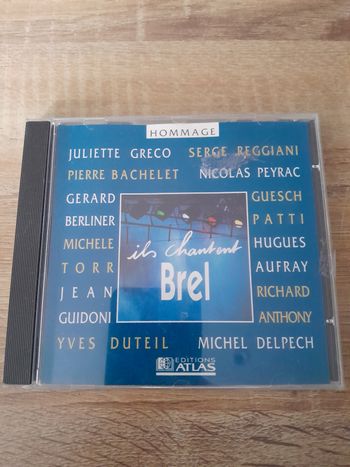 HOMMAGE
JULIETTE GRECO SERGE REGGIANI
PIERRE BACHELET NICOLAS PEYRAC
GERARD GUESCH
BERLINER PATTI
MICHELE HUGUES
TORR AUFRAY
JEAN RICHARD
GUIDONI ANTHONY
ils chantent
Brel
YVES DUTEIL MICHEL DELPECH
EDITIONS
ATLAS